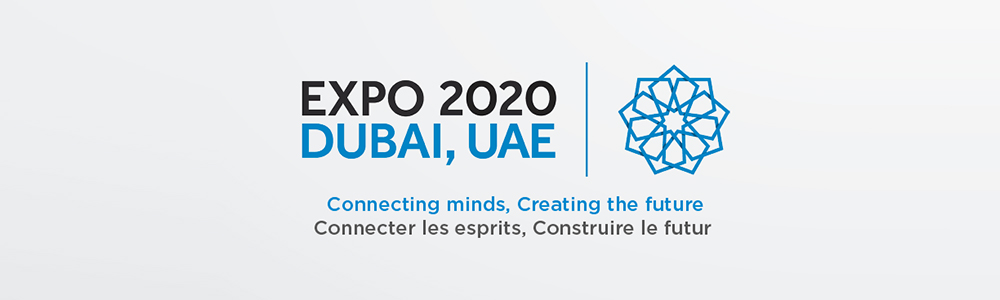 EXPO 2020
DUBAI, UAE
Connecting minds, Creating the future
Connecter les esprits, Construire le futur